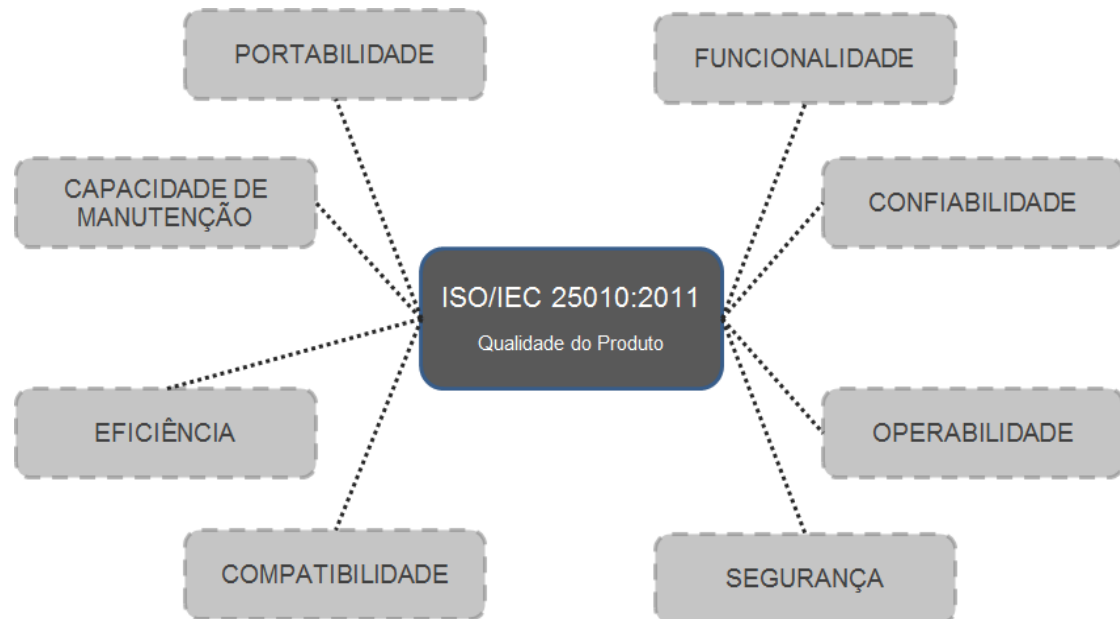 PORTABILIDADE
FUNCIONALIDADE
CAPACIDADE DE
MANUTENÇÃO
CONFIABILIDADE
ISO/IEC 25010:2011
Qualidade do Produto
EFICIÊNCIA
OPERABILIDADE
COMPATIBILIDADE
SEGURANÇA